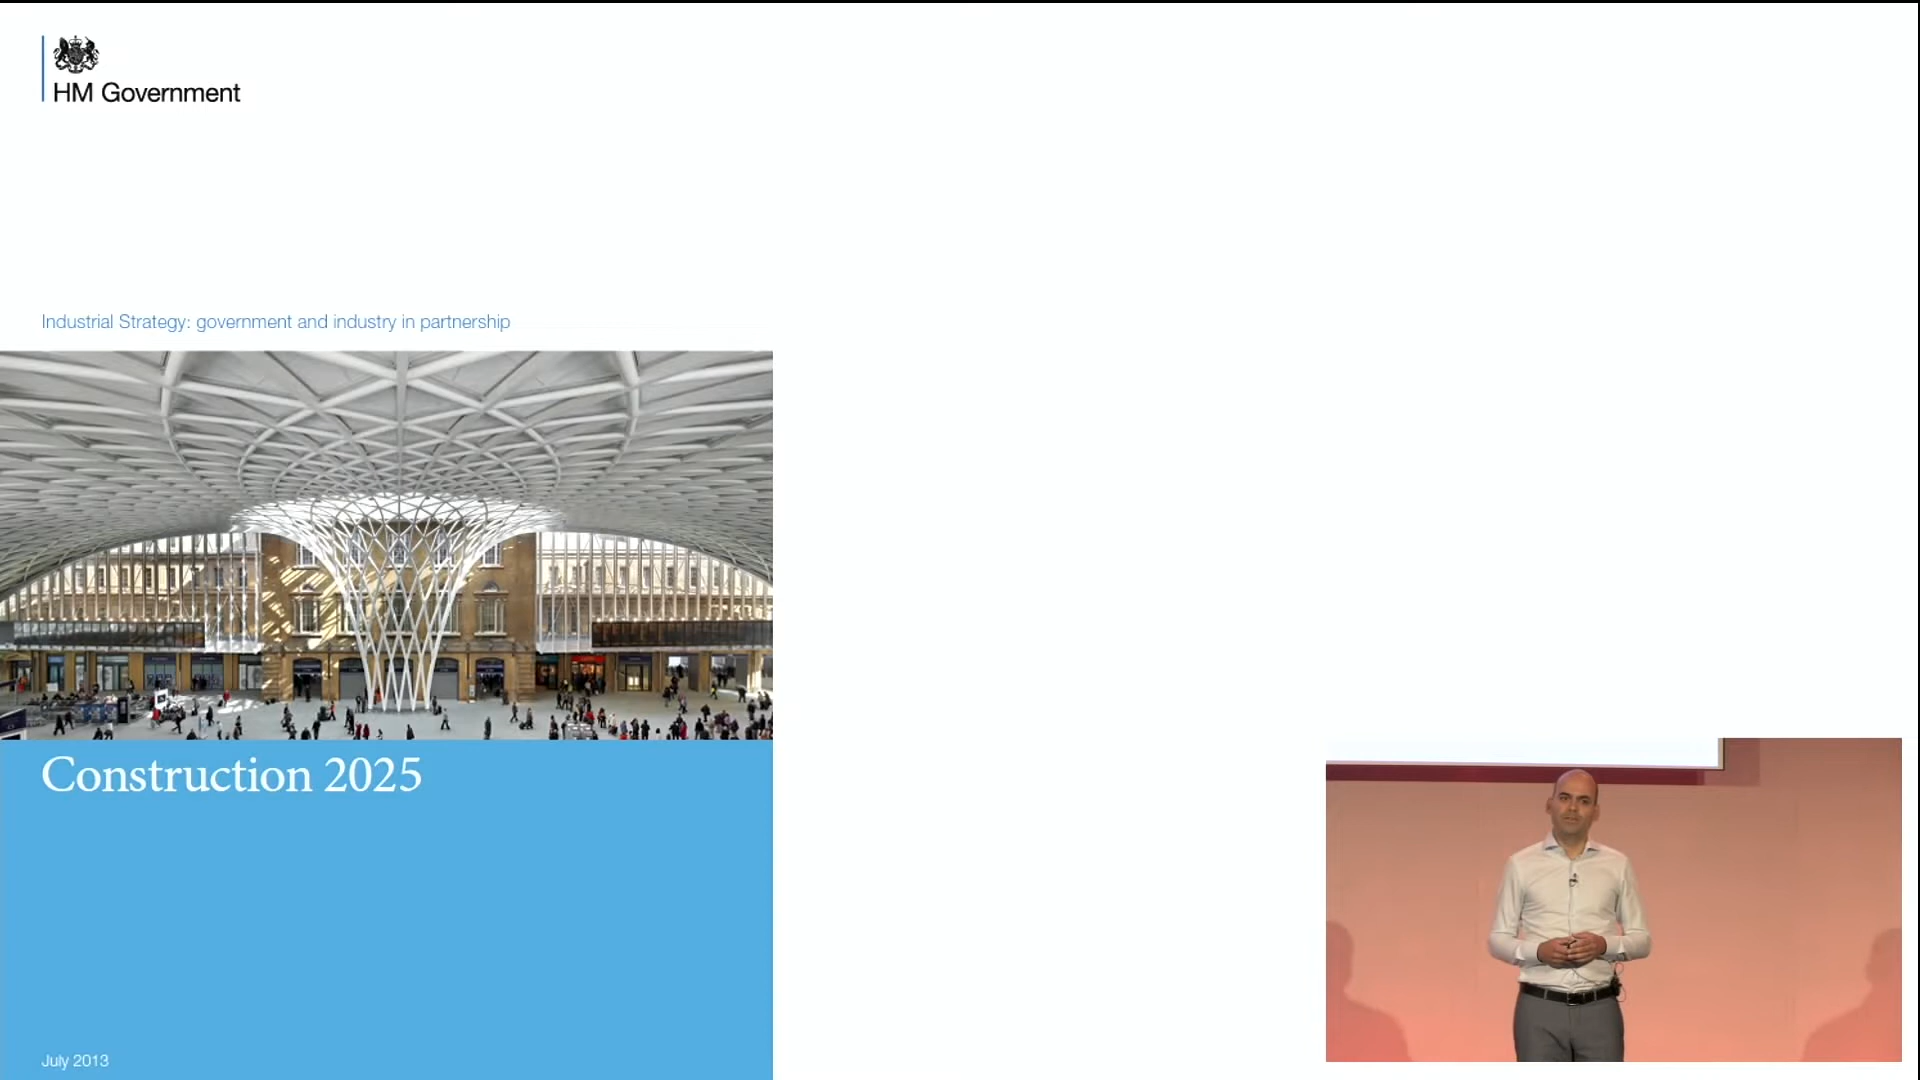 HM Government
Industrial Strategy: government and industry in partnership
Construction 2025
July 2013